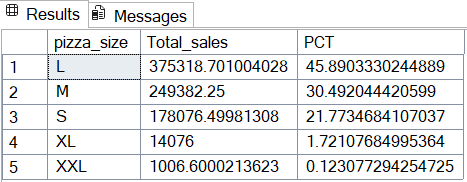 Results Messages
pizza_size Total_sales PCT
1 L 375318.701004028 45.8903330244889
2 M 249382.25 30.492044420599
3 S 178076.49981308 21.7734684107037
4 XL 14076 1.72107684995364
5 XXL 1006.6000213623 0.123077294254725